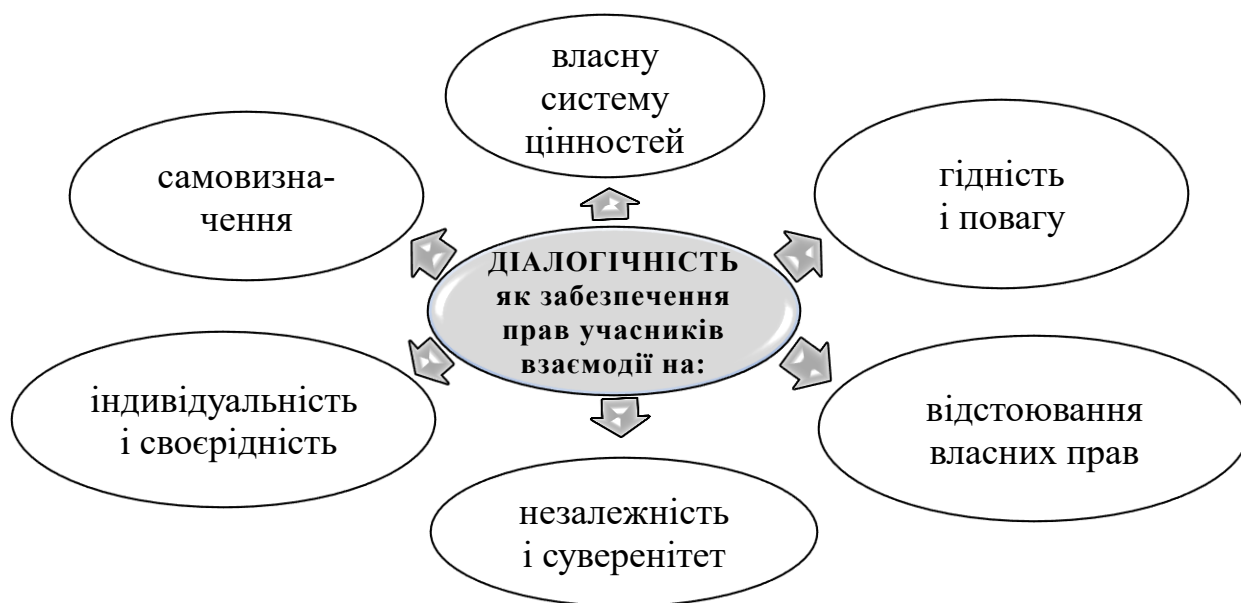 власну
систему
цінностей
самовизна-
чення
гідність
і повагу
ДІАЛОГІЧНІСТЬ
як забезпечення
прав учасників
взаємодії на:
індивідуальність
і своєрідність
відстоювання
власних прав
незалежність
і суверенітет